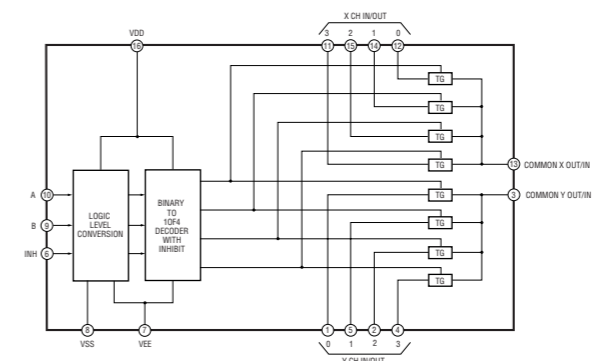 X CH IN/OUT
3 2 1 0
VDD
16 11 15 14 12
TG
TG
TG
TG
13 COMMON X OUT/IN
TG
3 COMMON Y OUT/IN
A 10
B 9
INH 6
LOGIC
LEVEL
CONVERSION
BINARY
TO
1OF4
DECODER
WITH
INHIBIT
TG
TG
TG
8 7 1 5 2 4
VSS VEE 0 1 2 3
Y CH IN/OUT